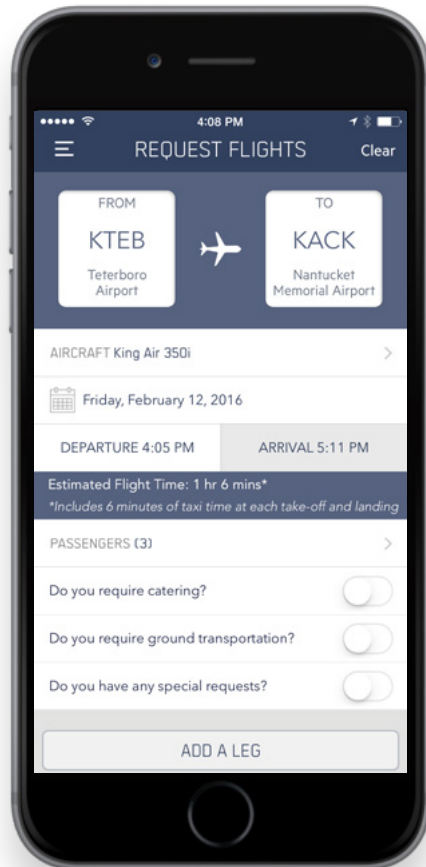 4:08 PM
REQUEST FLIGHTS Clear
FROM
KTEB
Teterboro
Airport
TO
KACK
Nantucket
Memorial Airport
AIRCRAFT King Air 350i
Friday, February 12, 2016
DEPARTURE 4:05 PM ARRIVAL 5:11 PM
Estimated Flight Time: 1 hr 6 mins*
*Includes 6 minutes of taxi time at each take-off and landing
PASSENGERS (3)
Do you require catering?
Do you require ground transportation?
Do you have any special requests?
ADD A LEG